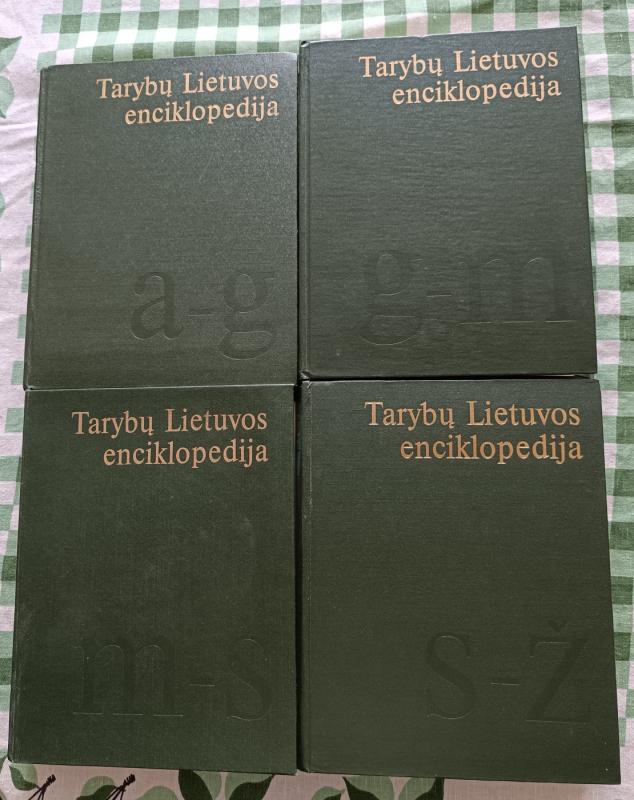 Tarybų Lietuvos
enciklopedija
a-g
Tarybų Lietuvos
enciklopedija
g-m
Tarybų Lietuvos
enciklopedija
m-s
Tarybų Lietuvos
enciklopedija
s-ž